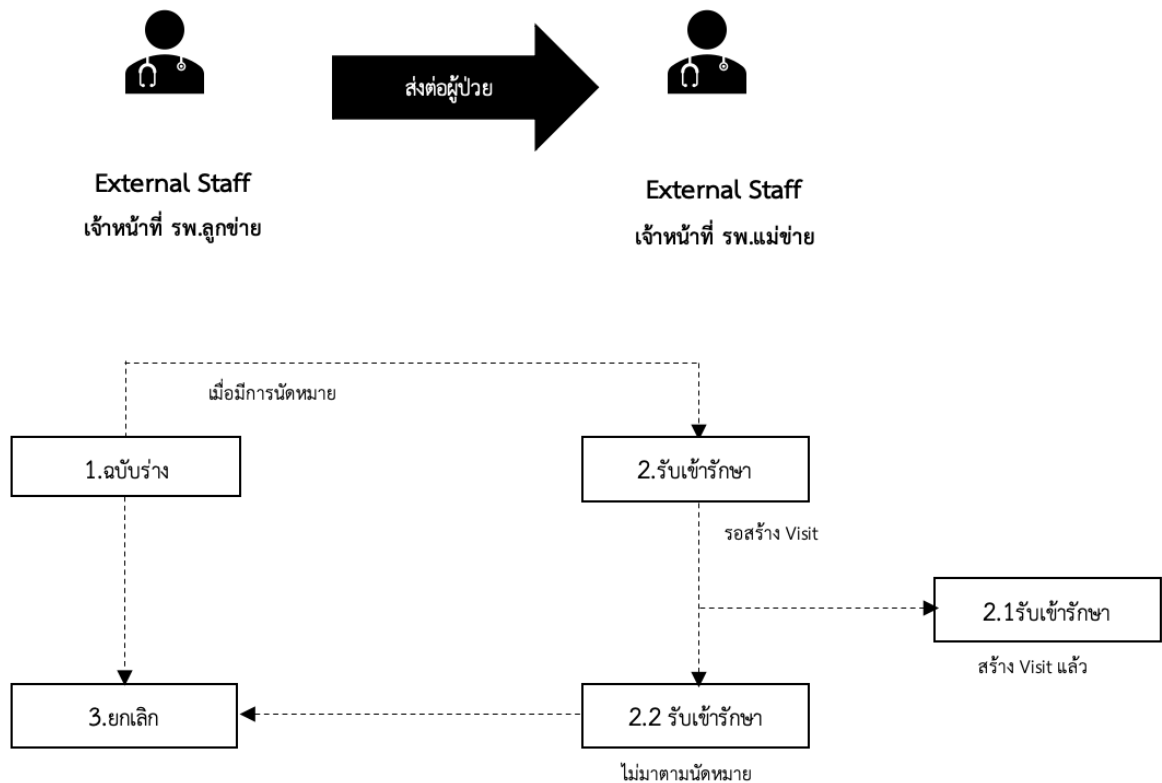 ส่งต่อผู้ป่วย
External Staff
เจ้าหน้าที่ รพ.ลูกข่าย
External Staff
เจ้าหน้าที่ รพ.แม่ข่าย
เมื่อมีการนัดหมาย
1.ฉบับร่าง
2.รับเข้ารักษา
รอสร้าง Visit
2.1รับเข้ารักษา
สร้าง Visit แล้ว
3.ยกเลิก
2.2 รับเข้ารักษา
ไม่มาตามนัดหมาย